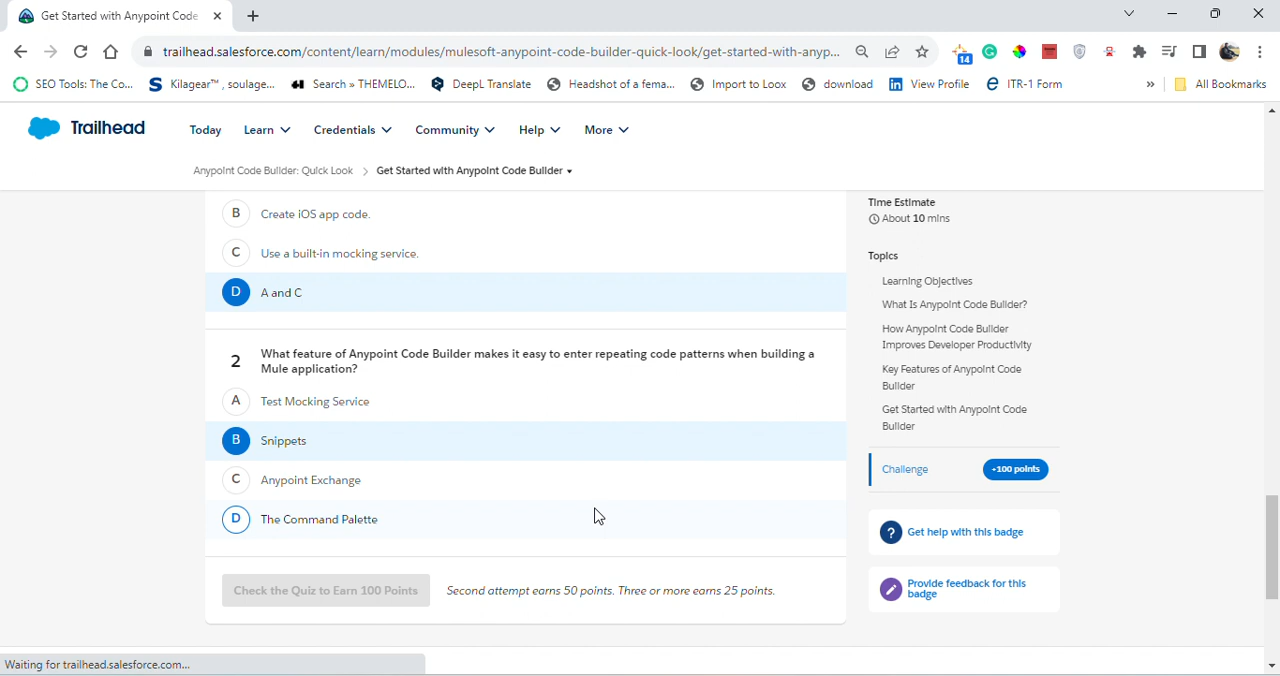 Get Started with Anypoint Code
trailhead.salesforce.com/content/learn/modules/mulesoft-anypoint-code-builder-quick-look/get-started-with-anyp...
14
SEO Tools: The Co...
Kilagear™, soulage...
Search » THEMELO...
DeepL Translate
Headshot of a fema...
Import to Loox
download
View Profile
ITR-1 Form
»
All Bookmarks
Trailhead
Today
Learn
Credentials
Community
Help
More
Anypoint Code Builder: Quick Look > Get Started with Anypoint Code Builder
B Create iOS app code.
C Use a built-in mocking service.
D A and C
2 What feature of Anypoint Code Builder makes it easy to enter repeating code patterns when building a
Mule application?
A Test Mocking Service
B Snippets
C Anypoint Exchange
D The Command Palette
Check the Quiz to Earn 100 Points
Second attempt earns 50 points. Three or more earns 25 points.
Time Estimate
About 10 mins
Topics
Learning Objectives
What Is Anypoint Code Builder?
How Anypoint Code Builder
Improves Developer Productivity
Key Features of Anypoint Code
Builder
Get Started with Anypoint Code
Builder
Challenge
+100 points
? Get help with this badge
Provide feedback for this
badge
Waiting for trailhead.salesforce.com...